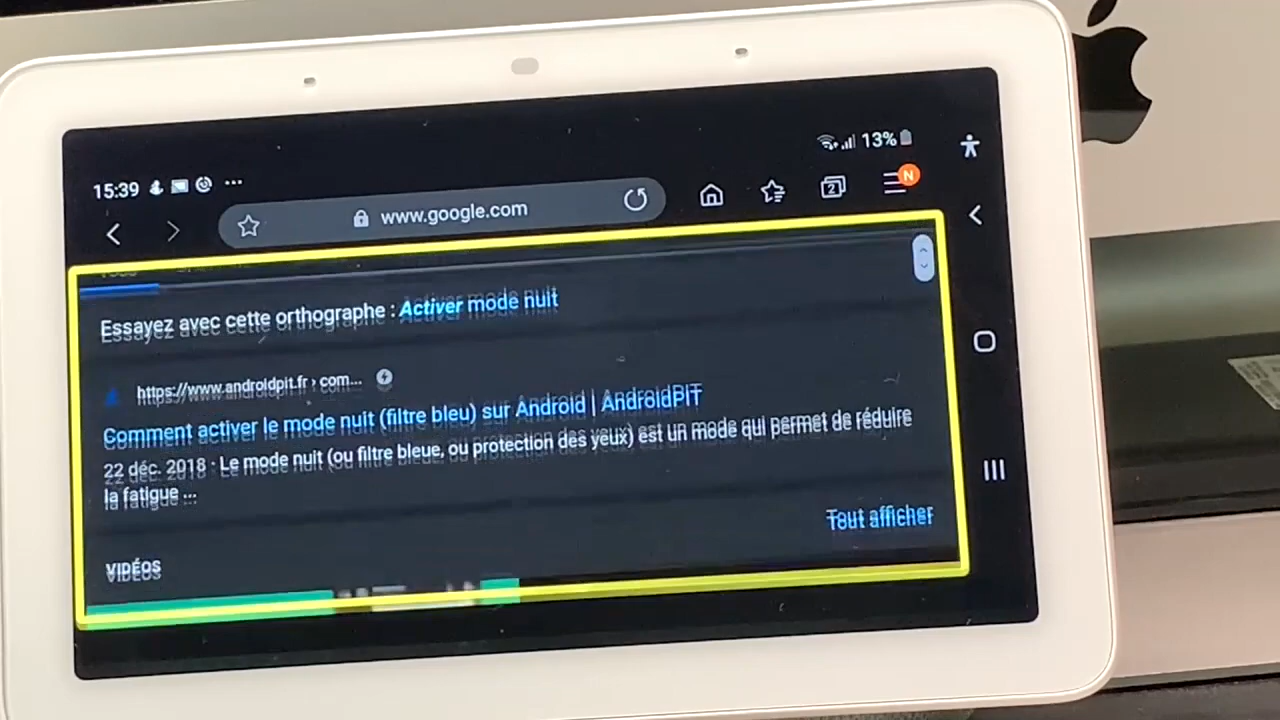 15:39 ... 13%
www.google.com 2 N
Essayez avec cette orthographe : Activer mode nuit
https://www.androidpit.fr › com...
Comment activer le mode nuit (filtre bleu) sur Android | AndroidPIT
22 déc. 2018 · Le mode nuit (ou filtre bleue, ou protection des yeux) est un mode qui permet de réduire
la fatigue ...
Tout afficher
VIDÉOS